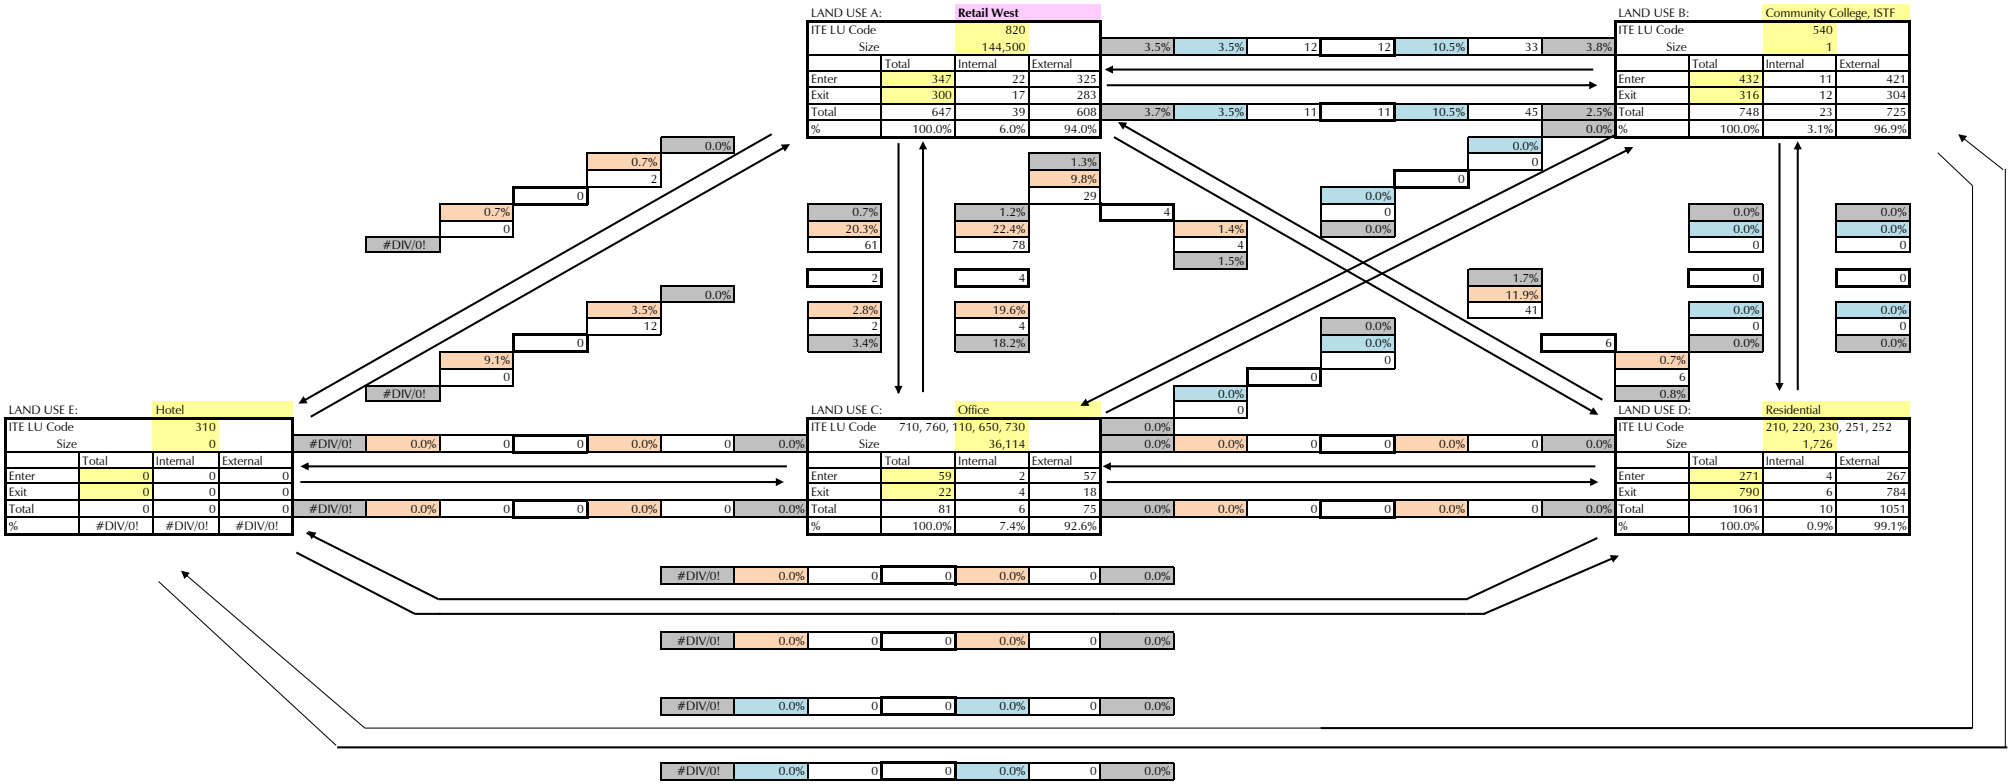 LAND USE A: Retail West LAND USE B: Community College, ISTF
ITE LU Code 820 ITE LU Code 540
Size 144,500 3.5% 3.5% 12 12 10.5% 33 3.8% Size 1
Total Internal External Total Internal External
Enter 347 22 325 Enter 432 11 421
Exit 300 17 283 Exit 316 12 304
Total 647 39 608 3.7% 3.5% 11 11 10.5% 45 2.5% Total 748 23 725
% 100.0% 6.0% 94.0% 0.0% % 100.0% 3.1% 96.9%
0.0% 0.0%
0.7% 1.3% 0
2 9.8% 0
0 29 0.0%
0.7% 0.7% 1.2% 4 0 0.0% 0.0%
0 20.3% 22.4% 1.4% 0.0% 0.0% 0.0%
#DIV/0! 61 78 4 0 0
1.5%
2 4 1.7% 0 0
0.0% 11.9%
3.5% 2.8% 19.6% 41 0.0% 0.0%
12 2 4 0.0% 0 0
0 3.4% 18.2% 0.0% 6 0.0% 0.0%
9.1% 0 0.7%
0 0 6
#DIV/0! 0.0% 0.8%
LAND USE E: Hotel LAND USE C: Office 0 LAND USE D: Residential
ITE LU Code 310 ITE LU Code 710, 760, 110, 650, 730 0.0% ITE LU Code 210, 220, 230, 251, 252
Size 0 #DIV/0! 0.0% 0 0 0.0% 0 0.0% Size 36,114 0.0% 0.0% 0 0 0.0% 0 0.0% Size 1,726
Total Internal External Total Internal External Total Internal External
Enter 0 0 0 Enter 59 2 57 Enter 271 4 267
Exit 0 0 0 Exit 22 4 18 Exit 790 6 784
Total 0 0 0 #DIV/0! 0.0% 0 0 0.0% 0 0.0% Total 81 6 75 0.0% 0.0% 0 0 0.0% 0 0.0% Total 1061 10 1051
% #DIV/0! #DIV/0! #DIV/0! % 100.0% 7.4% 92.6% % 100.0% 0.9% 99.1%
#DIV/0! 0.0% 0 0 0.0% 0 0.0%
#DIV/0! 0.0% 0 0 0.0% 0 0.0%
#DIV/0! 0.0% 0 0 0.0% 0 0.0%
#DIV/0! 0.0% 0 0 0.0% 0 0.0%